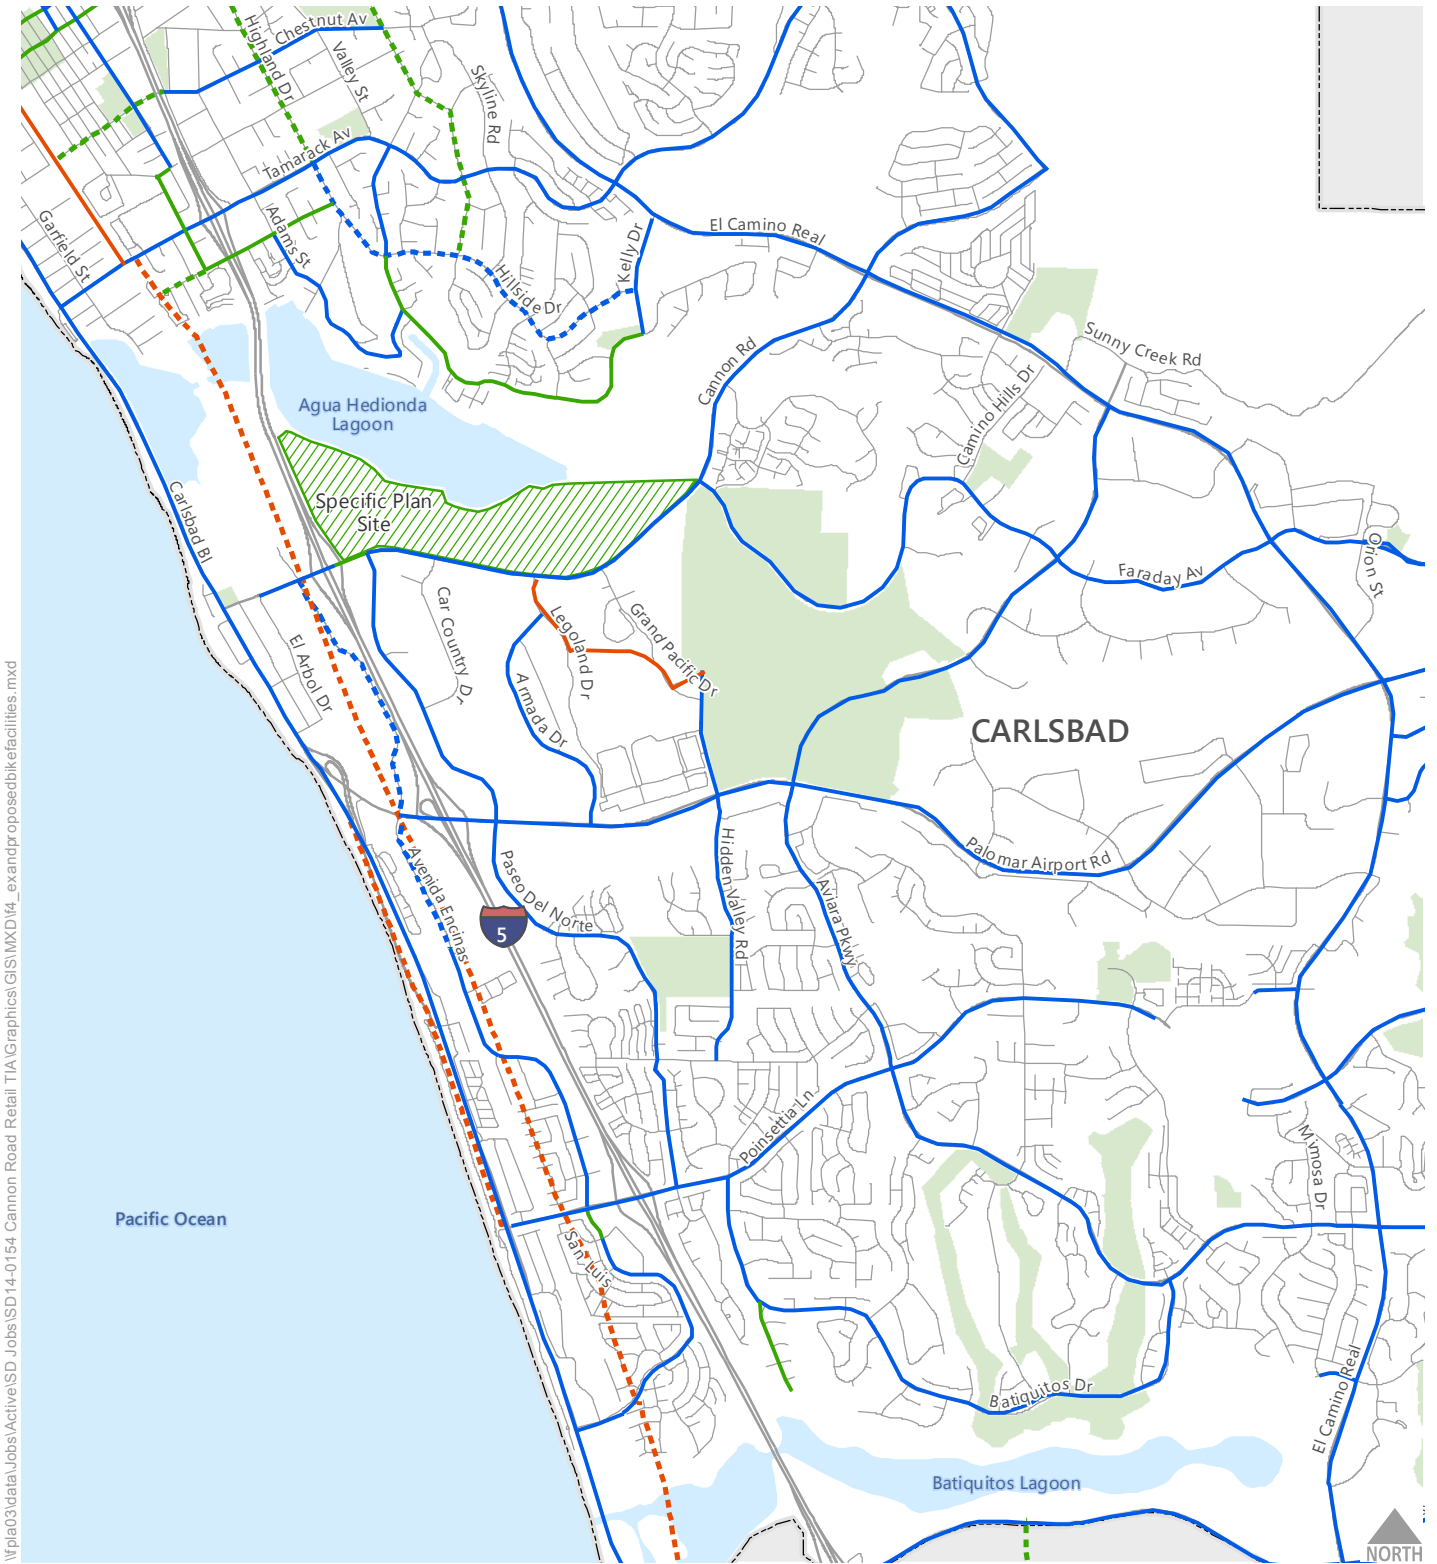 Chestnut Av
Highland Dr
Valley St
Skyline Rd
Tamarack Av
Garfield St
Adams St
El Camino Real
Kelly Dr
Hillside Dr
Sunny Creek Rd
Cannon Rd
Camino Hills Dr
Agua Hedionda
Lagoon
Specific Plan
Site
Carlsbad Bl
Orion St
Faraday Av
Car Country Dr
Legoland Dr
Grand Pacific Dr
El Arbol Dr
Armada Dr
CARLSBAD
Palomar Airport Rd
Hidden Valley Rd
Avenida Encinas
Paseo Del Norte
Aviara Pkwy
5
Poinsettia Ln
Mimosa Dr
Pacific Ocean
San Luis
Batiquitos Dr
El Camino Real
Batiquitos Lagoon
NORTH
\\fpla03\data\Jobs\Active\SD Jobs\SD14-0154 Cannon Road Retail TIA\Graphics\GIS\MXD\f4_exandproposedbikefacilities.mxd